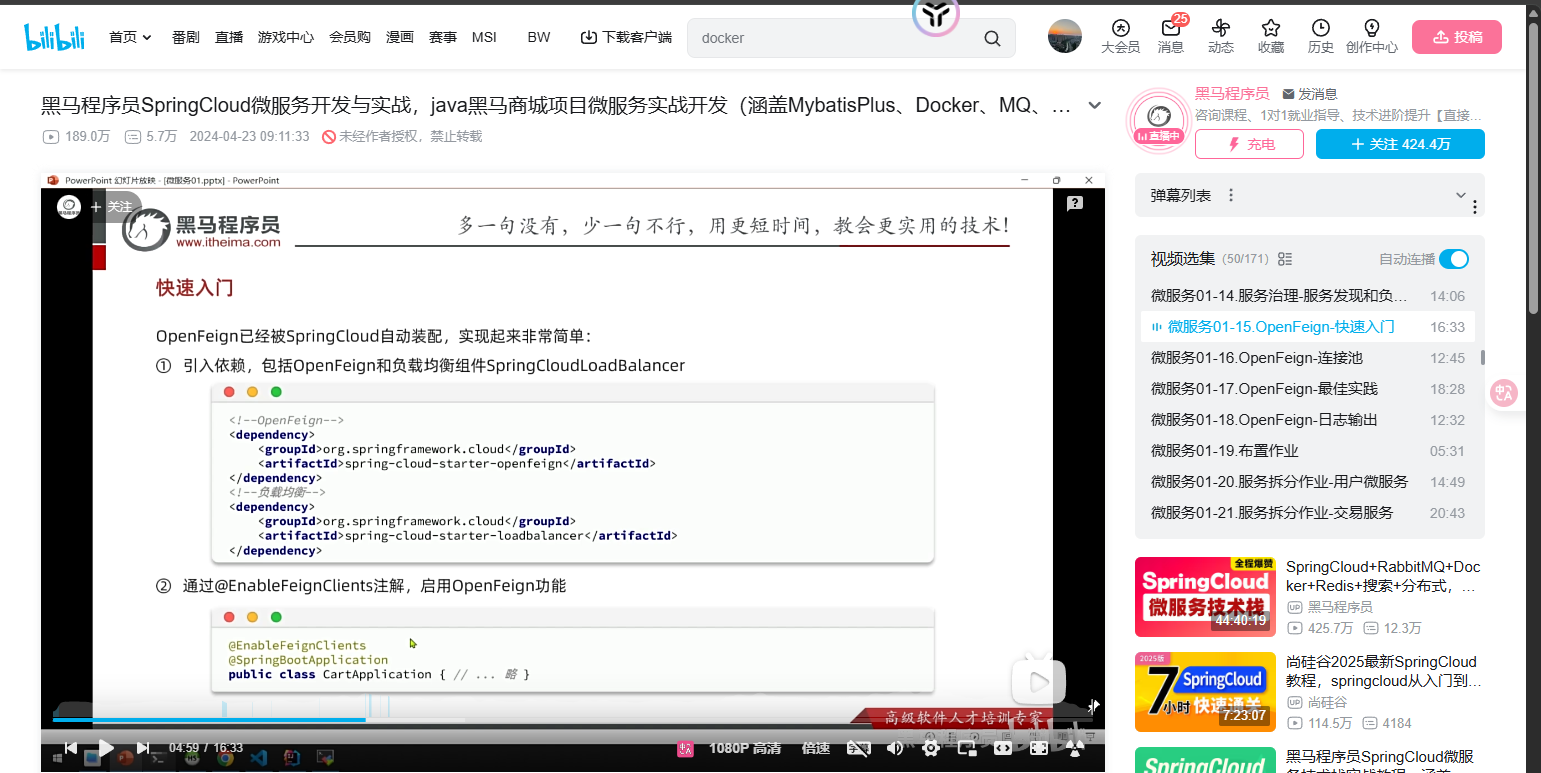 bilibili
首页 番剧 直播 游戏中心 会员购 漫画 赛事 MSI BW 下载客户端 docker 大会员 25 消息 动态 收藏 历史 创作中心 投稿
黑马程序员SpringCloud微服务开发与实战，java黑马商城项目微服务实战开发（涵盖MybatisPlus、Docker、MQ、...
189.0万 5.7万 2024-04-23 09:11:33 未经作者授权，禁止转载
黑马程序员 发消息
咨询课程、1对1就业指导、技术进阶提升【直接...
直播中
充电 + 关注 424.4万
PowerPoint 幻灯片放映 - [微服务01.pptx] - PowerPoint
+ 关注
黑马程序员
www.itheima.com
多一句没有，少一句不行，用更短时间，教会更实用的技术！
快速入门
OpenFeign已经被SpringCloud自动装配，实现起来非常简单：
① 引入依赖，包括OpenFeign和负载均衡组件SpringCloudLoadBalancer
<!--OpenFeign-->
<dependency>
<groupId>org.springframework.cloud</groupId>
<artifactId>spring-cloud-starter-openfeign</artifactId>
</dependency>
<!--负载均衡-->
<dependency>
<groupId>org.springframework.cloud</groupId>
<artifactId>spring-cloud-starter-loadbalancer</artifactId>
</dependency>
② 通过@EnableFeignClients注解，启用OpenFeign功能
@EnableFeignClients
@SpringBootApplication
public class CartApplication { // ... 略 }
高级软件人才培训专家
04:59 / 16:33 1080P 高清 倍速
弹幕列表
视频选集 (50/171) 自动连播
微服务01-14.服务治理-服务发现和负... 14:06
微服务01-15.OpenFeign-快速入门 16:33
微服务01-16.OpenFeign-连接池 12:45
微服务01-17.OpenFeign-最佳实践 18:28
微服务01-18.OpenFeign-日志输出 12:32
微服务01-19.布置作业 05:31
微服务01-20.服务拆分作业-用户微服务 14:49
微服务01-21.服务拆分作业-交易服务 20:43
全程爆赞
SpringCloud
微服务技术栈
44:40:19
SpringCloud+RabbitMQ+Doc
ker+Redis+搜索+分布式，...
UP 黑马程序员
425.7万 12.3万
2025版
7小时
SpringCloud
快速通关
7:23:07
尚硅谷2025最新SpringCloud
教程，springcloud从入门到...
UP 尚硅谷
114.5万 4184
SpringCloud
黑马程序员SpringCloud微服